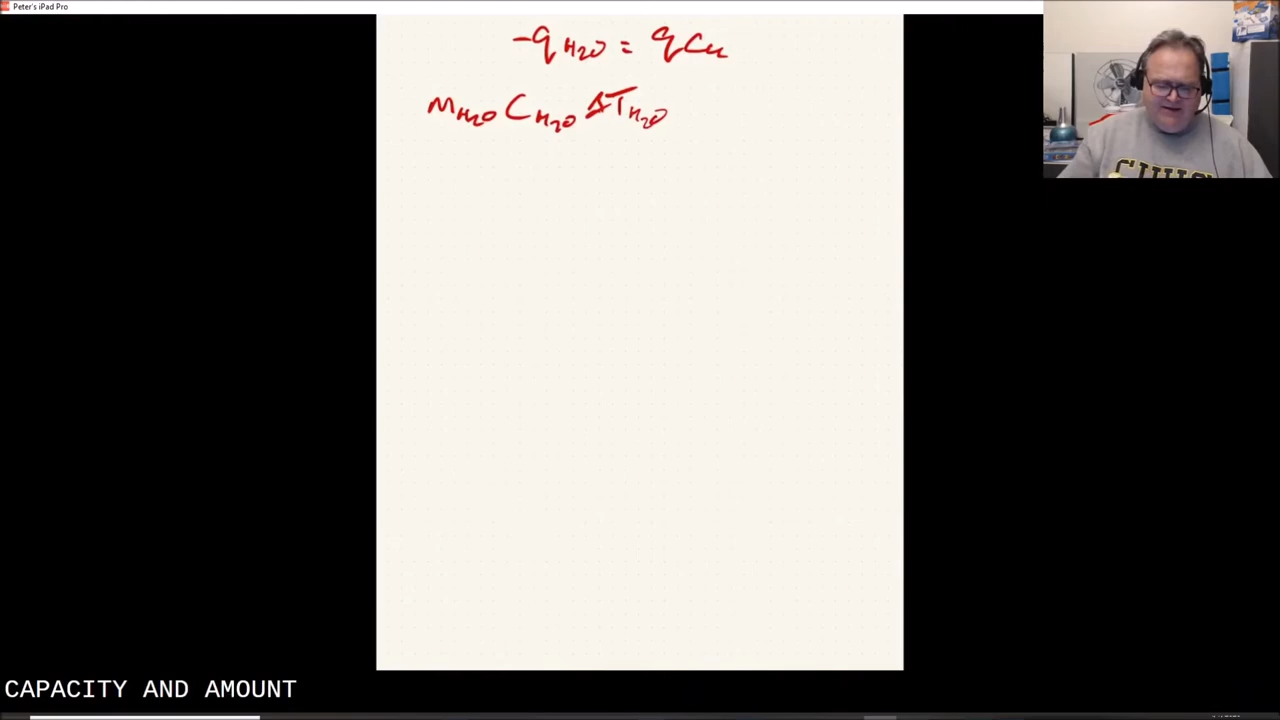 Peter's iPad Pro
-q H₂O = q Cu
m H₂O C H₂O ΔT H₂O
CAPACITY AND AMOUNT